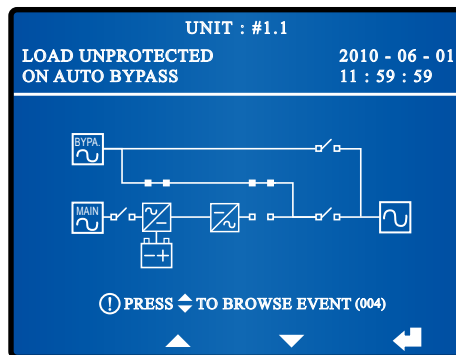 UNIT : #1.1
LOAD UNPROTECTED 2010 - 06 - 01
ON AUTO BYPASS 11 : 59 : 59
BYPA.
MAIN
PRESS TO BROWSE EVENT (004)